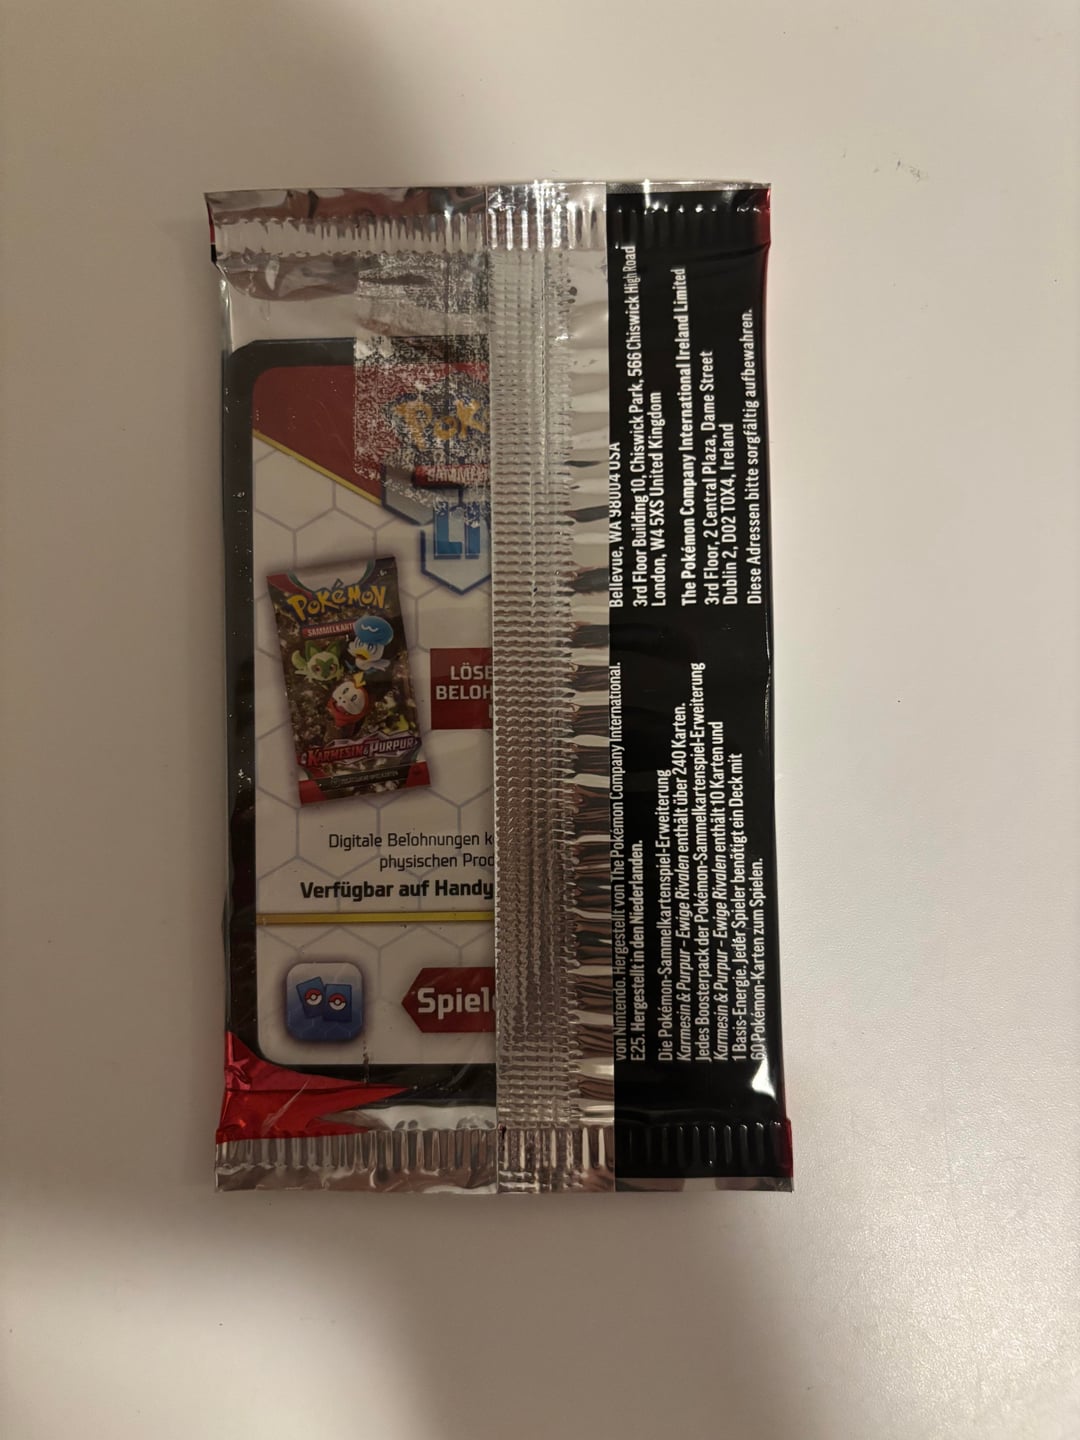 POKÉMON
SAMMELKARTE
KARMESIN & PURPUR
LÖSE
BELOH
Digitale Belohnungen k
physischen Prod
Verfügbar auf Handy
Spiele
von Nintendo. Hergestellt von The Pokémon Company International.
E25. Hergestellt in den Niederlanden.
Die Pokémon-Sammelkartenspiel-Erweiterung
Karmesin & Purpur – Ewige Rivalen enthält über 240 Karten.
Jedes Boosterpack der Pokémon-Sammelkartenspiel-Erweiterung
Karmesin & Purpur – Ewige Rivalen enthält 10 Karten und
1 Basis-Energie. Jeder Spieler benötigt ein Deck mit
60 Pokémon-Karten zum Spielen.
Bellevue, WA 98004 USA
3rd Floor Building 10, Chiswick Park, 566 Chiswick High Road
London, W4 5XS United Kingdom
The Pokémon Company International Ireland Limited
3rd Floor, 2 Central Plaza, Dame Street
Dublin 2, D02 T0X4, Ireland
Diese Adressen bitte sorgfältig aufbewahren.